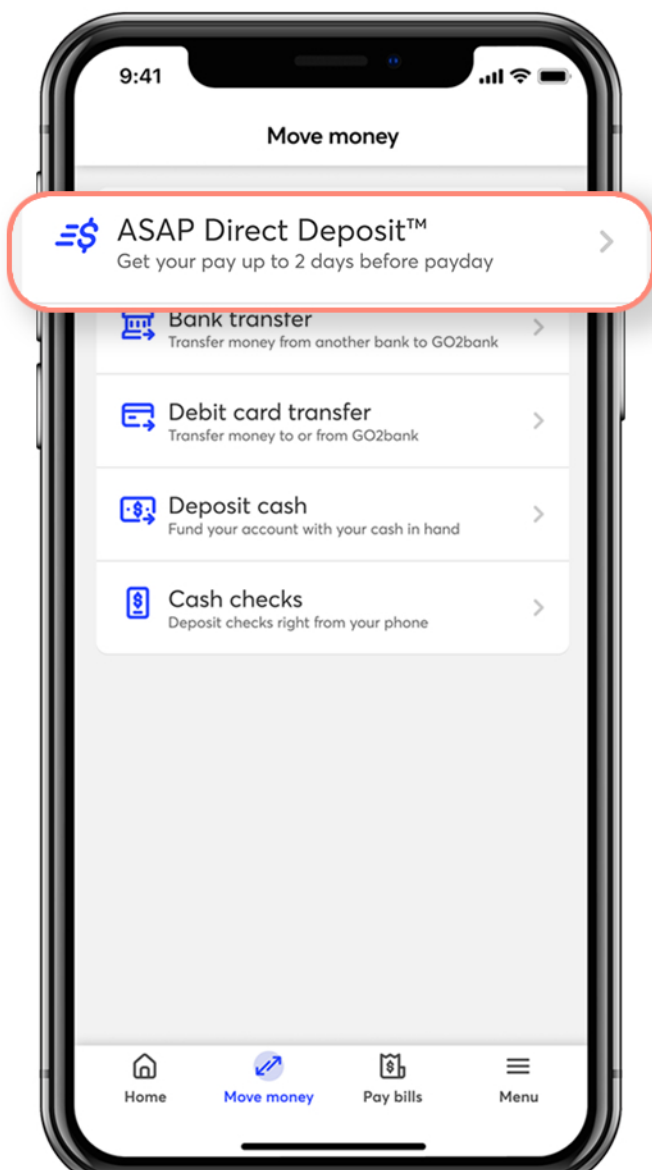 9:41
Move money
ASAP Direct Deposit™
Get your pay up to 2 days before payday
Bank transfer
Transfer money from another bank to GO2bank
Debit card transfer
Transfer money to or from GO2bank
Deposit cash
Fund your account with your cash in hand
Cash checks
Deposit checks right from your phone
Home
Move money
Pay bills
Menu